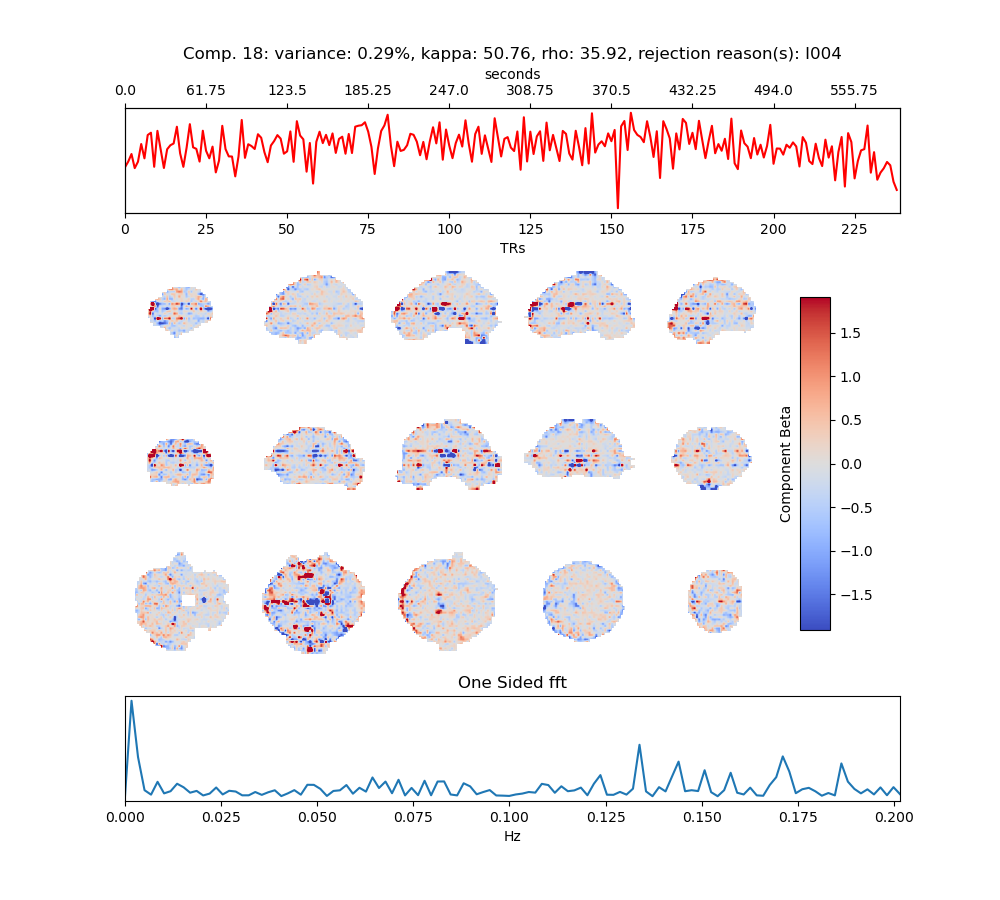 Comp. 18: variance: 0.29%, kappa: 50.76, rho: 35.92, rejection reason(s): I004
seconds
0.0 61.75 123.5 185.25 247.0 308.75 370.5 432.25 494.0 555.75
0 25 50 75 100 125 150 175 200 225
TRs
Component Beta
1.5
1.0
0.5
0.0
−0.5
−1.0
−1.5
One Sided fft
0.000 0.025 0.050 0.075 0.100 0.125 0.150 0.175 0.200
Hz